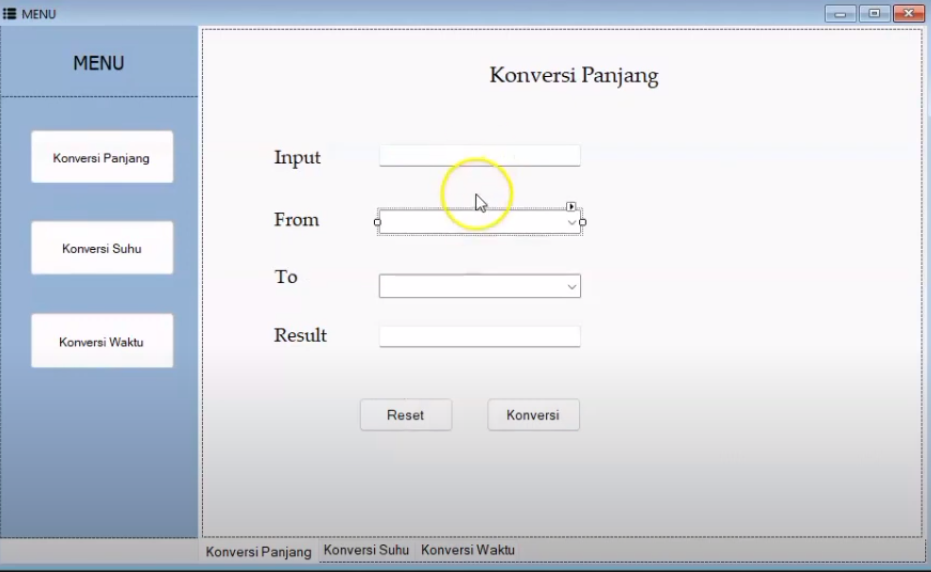 MENU
MENU
Konversi Panjang
Konversi Suhu
Konversi Waktu
Konversi Panjang
Input
From
To
Result
Reset
Konversi
Konversi Panjang
Konversi Suhu
Konversi Waktu